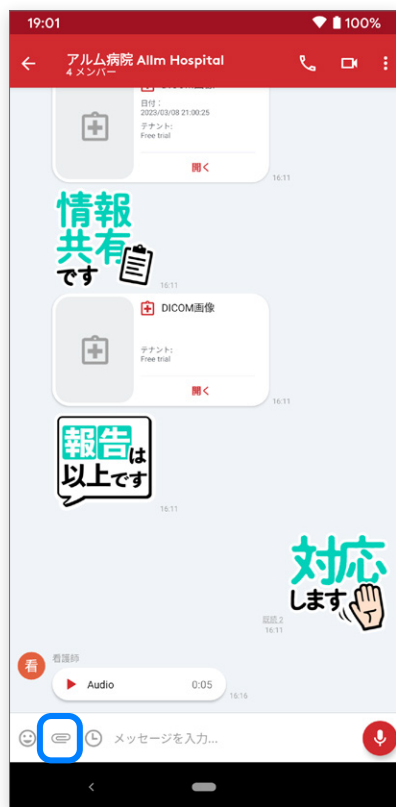 19:01
100%
アルム病院 Allm Hospital
4 メンバー
日付：
2023/03/08 21:00:25
テナント:
Free trial
開く
16:11
情報
共有
です
16:11
DICOM画像
テナント:
Free trial
開く
16:11
報告は
以上です
16:11
対応
します
既読 2
16:11
看護師
看
Audio
0:05
16:16
メッセージを入力...